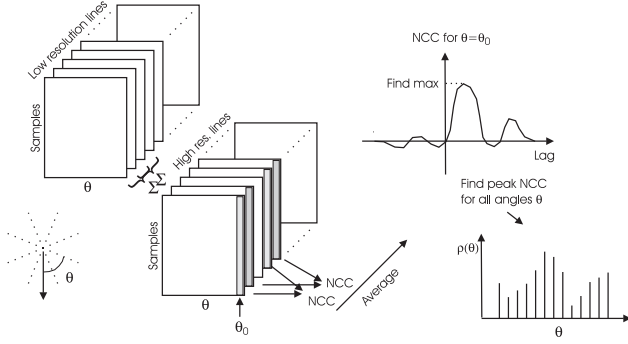 Low resolution lines
Samples
θ
Σ
Σ
High res. lines
Samples
θ
θ0
NCC
NCC
Average
θ
NCC for θ=θ0
Find max
Lag
Find peak NCC
for all angles θ
ρ(θ)
θ